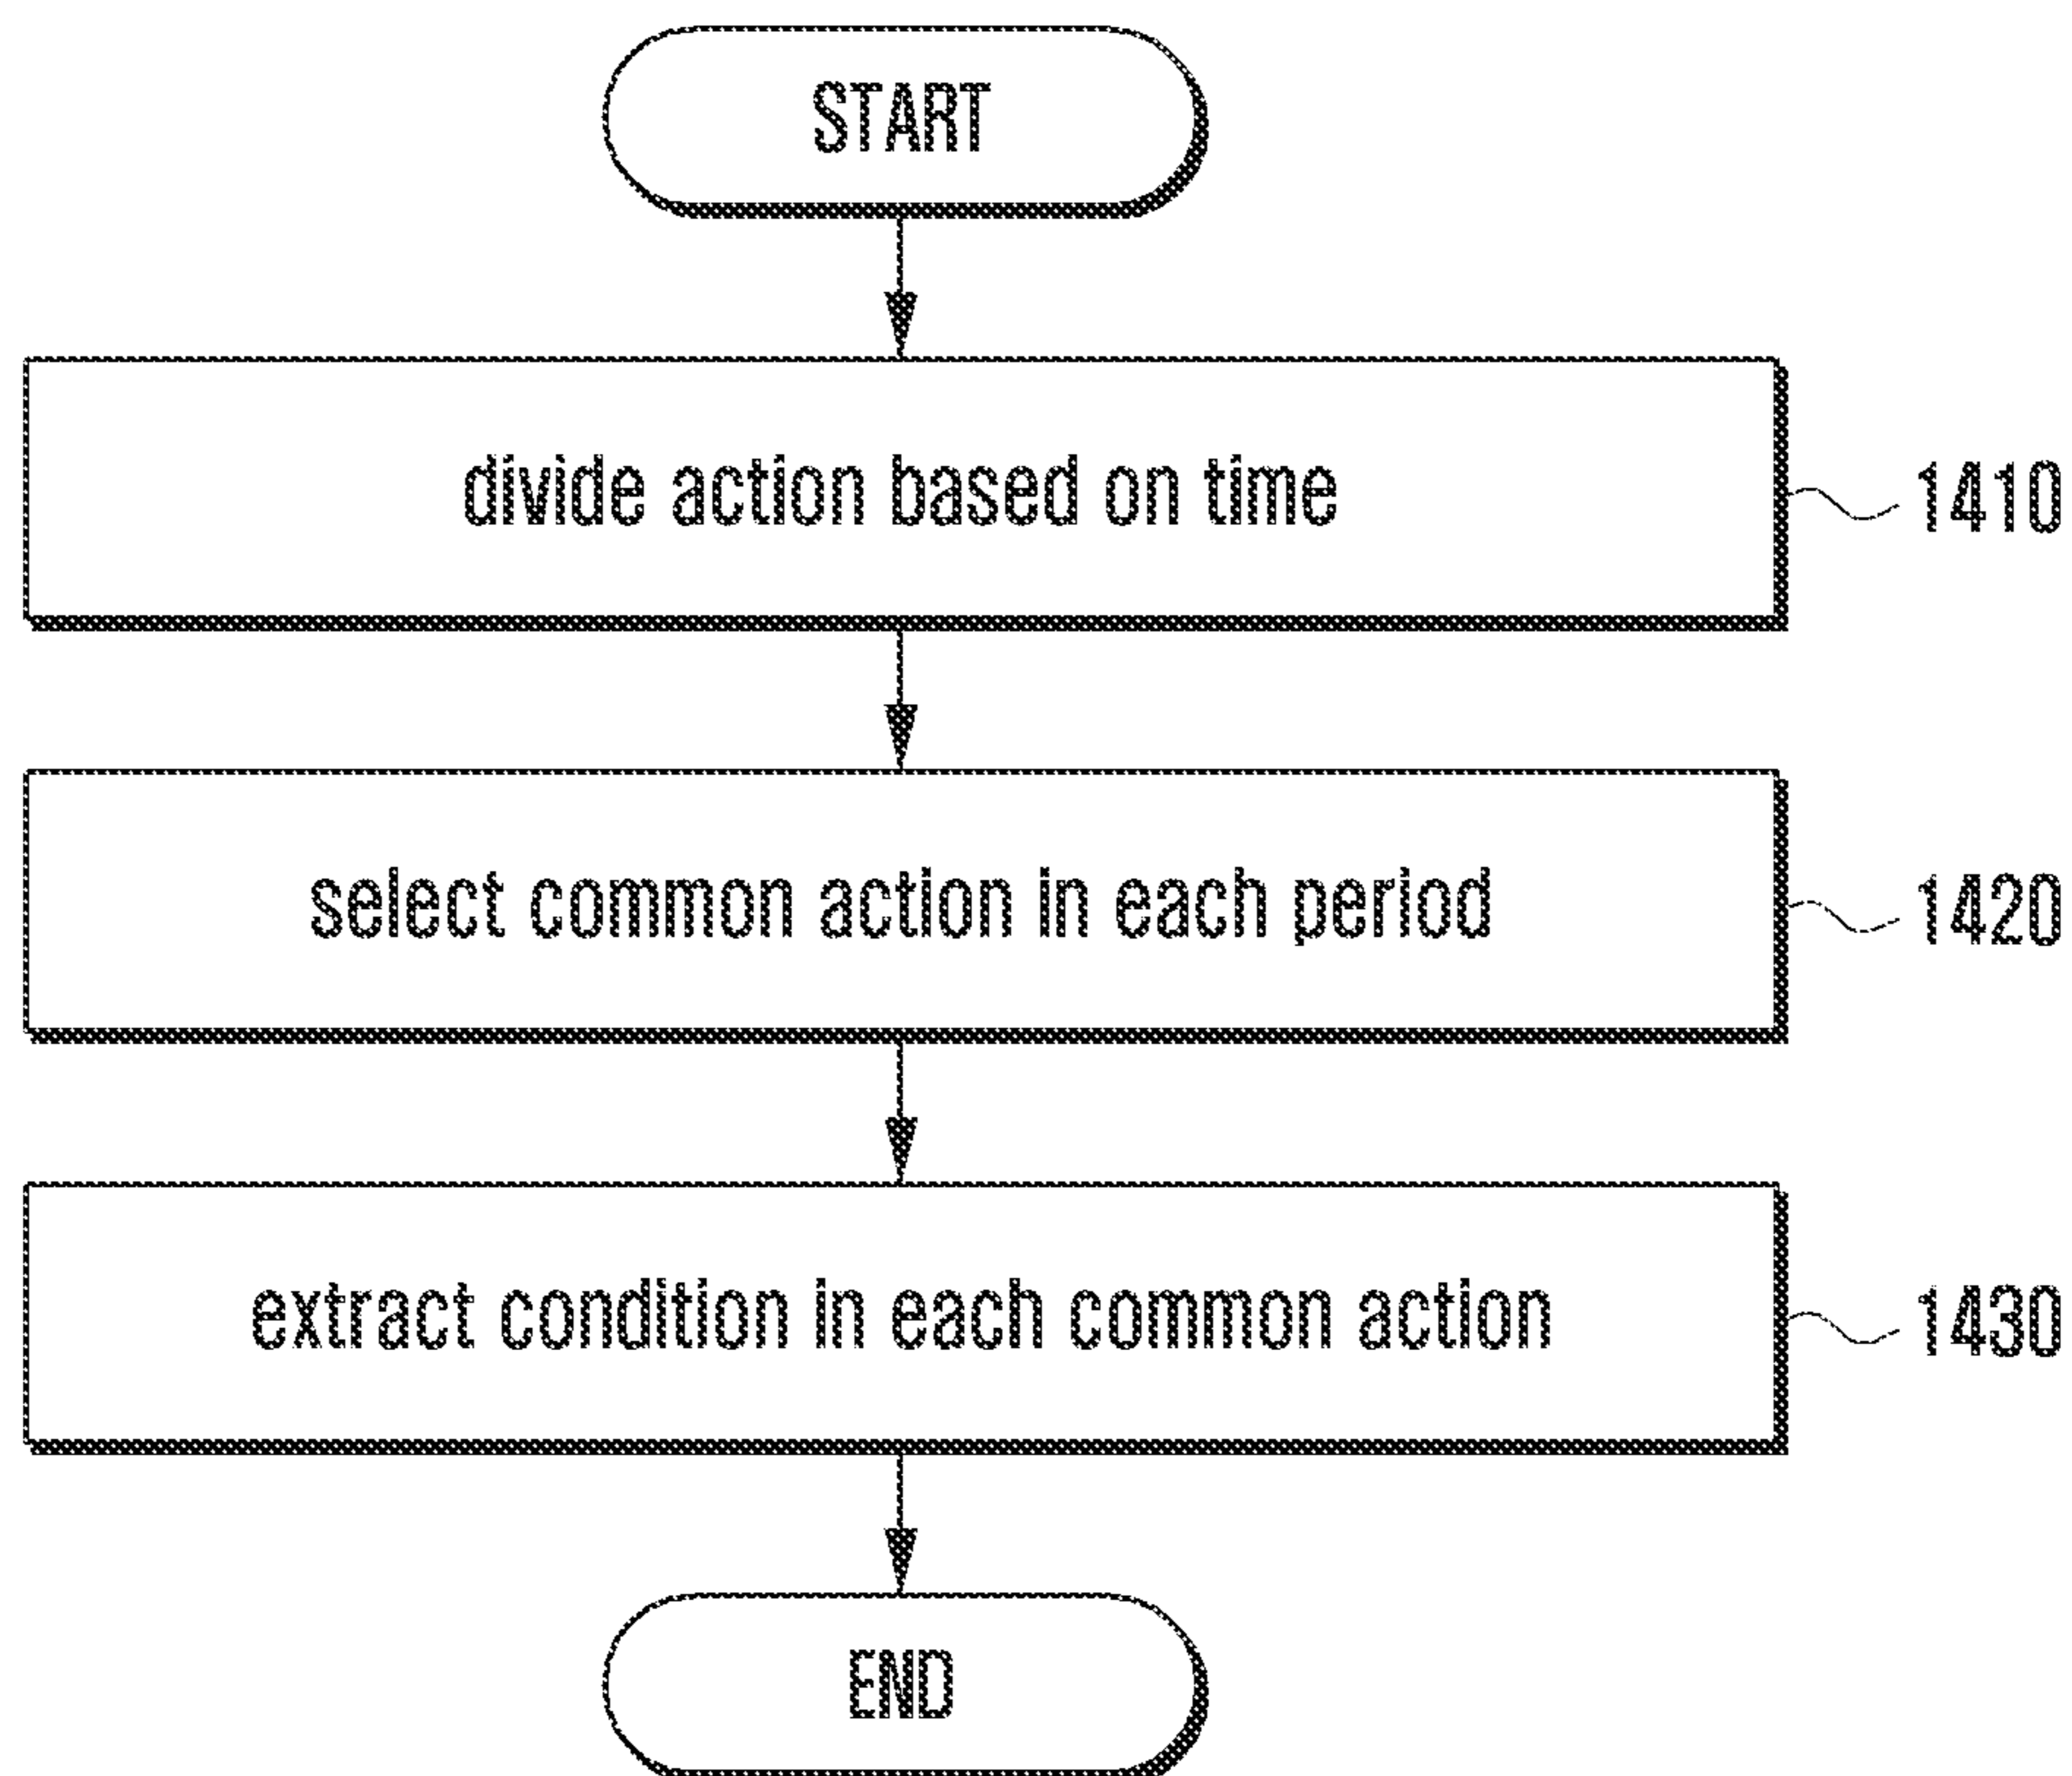 START
divide action based on time
1410
select common action in each period
1420
extract condition in each common action
1430
END